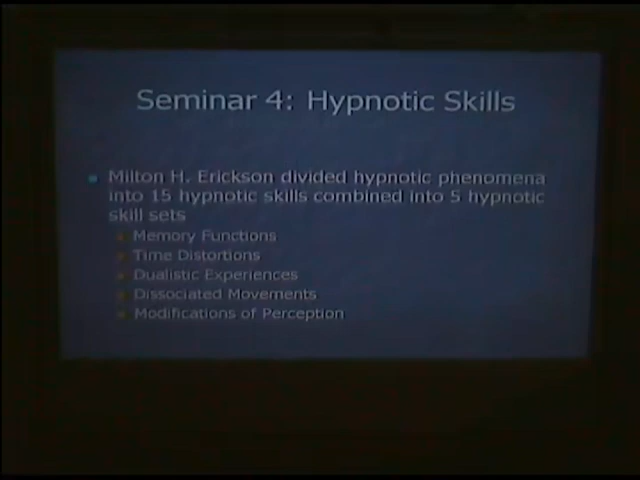 Seminar 4: Hypnotic Skills
Milton H. Erickson divided hypnotic phenomena
into 15 hypnotic skills combined into 5 hypnotic
skill sets
Memory Functions
Time Distortions
Dualistic Experiences
Dissociated Movements
Modifications of Perception